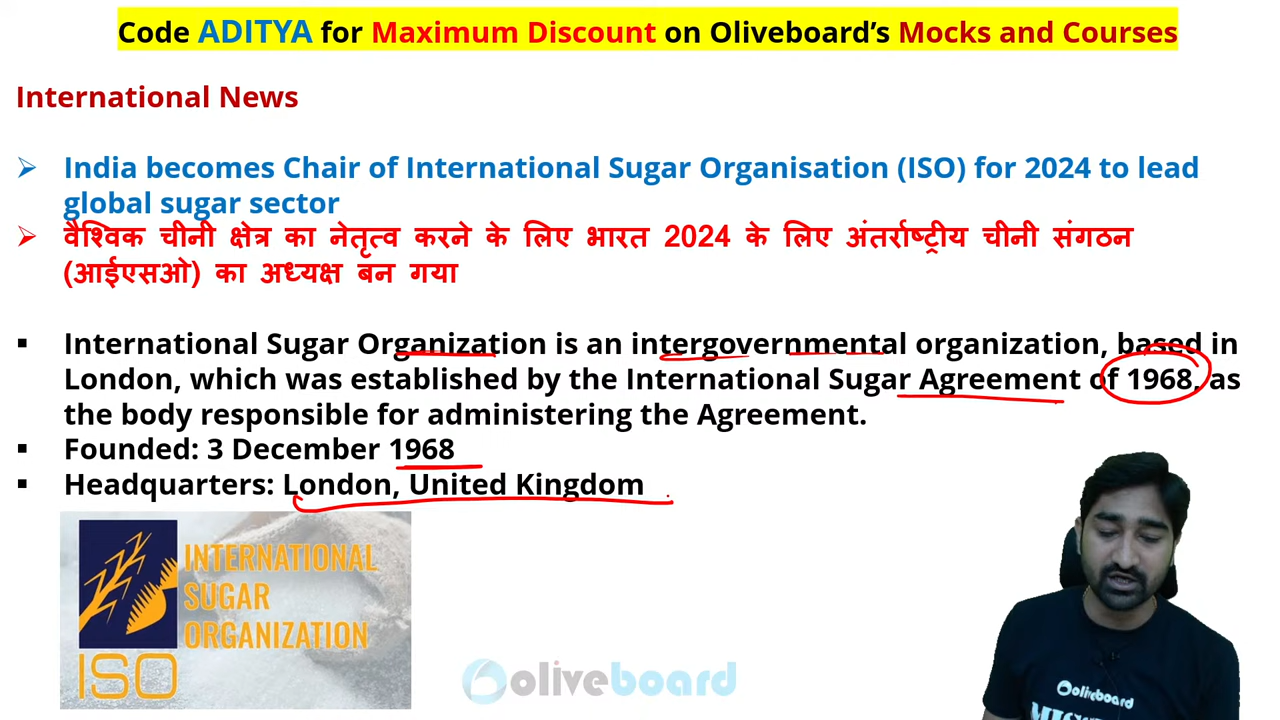 Code ADITYA for Maximum Discount on Oliveboard’s Mocks and Courses
International News
➢ India becomes Chair of International Sugar Organisation (ISO) for 2024 to lead
global sugar sector
➢ वैश्विक चीनी क्षेत्र का नेतृत्व करने के लिए भारत 2024 के लिए अंतर्राष्ट्रीय चीनी संगठन
(आईएसओ) का अध्यक्ष बन गया
▪ International Sugar Organization is an intergovernmental organization, based in
London, which was established by the International Sugar Agreement of 1968, as
the body responsible for administering the Agreement.
▪ Founded: 3 December 1968
▪ Headquarters: London, United Kingdom
INTERNATIONAL
SUGAR
ORGANIZATION
ISO
oliveboard
oliveboard